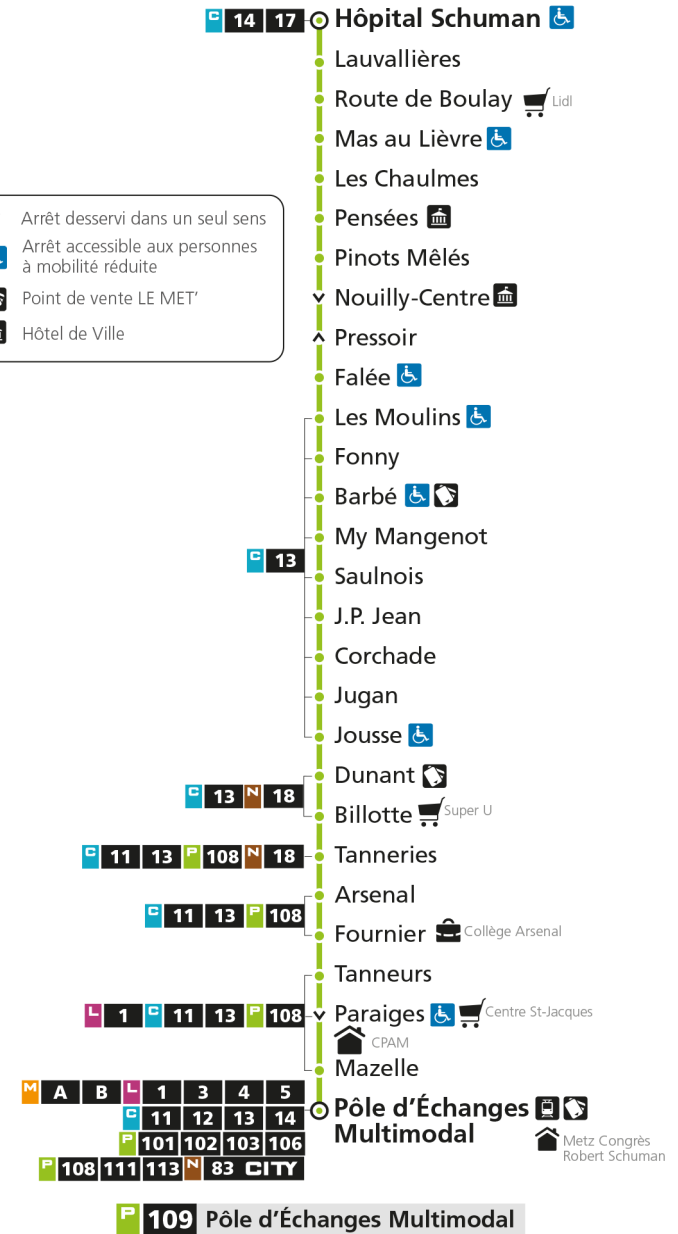 C 14 17 Hôpital Schuman
Lauvallières
Route de Boulay Lidl
Mas au Lièvre
Les Chaulmes
Pensées
Arrêt desservi dans un seul sens
Arrêt accessible aux personnes
à mobilité réduite
Point de vente LE MET'
Hôtel de Ville
Pinots Mêlés
Nouilly-Centre
Pressoir
Falée
Les Moulins
Fonny
Barbé
My Mangenot
C 13
Saulnois
J.P. Jean
Corchade
Jugan
Jousse
Dunant
C 13 N 18
Billotte Super U
C 11 13 P 108 N 18 Tanneries
Arsenal
C 11 13 P 108
Fournier Collège Arsenal
Tanneurs
L 1 C 11 13 P 108 Paraiges Centre St-Jacques
CPAM
Mazelle
M A B L 1 3 4 5
C 11 12 13 14
P 101 102 103 106
P 108 111 113 N 83 CITY
Pôle d'Échanges
Multimodal
Metz Congrès
Robert Schuman
P 109 Pôle d'Échanges Multimodal